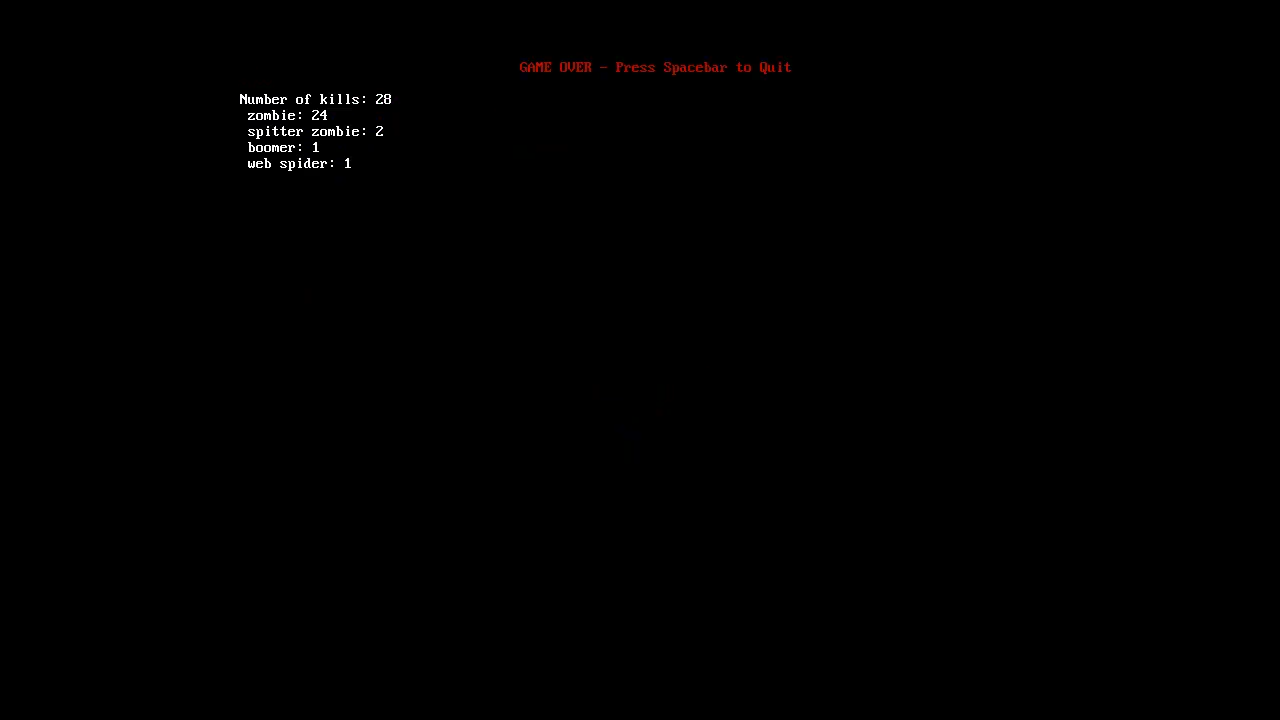 GAME OVER - Press Spacebar to Quit
Number of kills: 28
zombie: 24
spitter zombie: 2
boomer: 1
web spider: 1